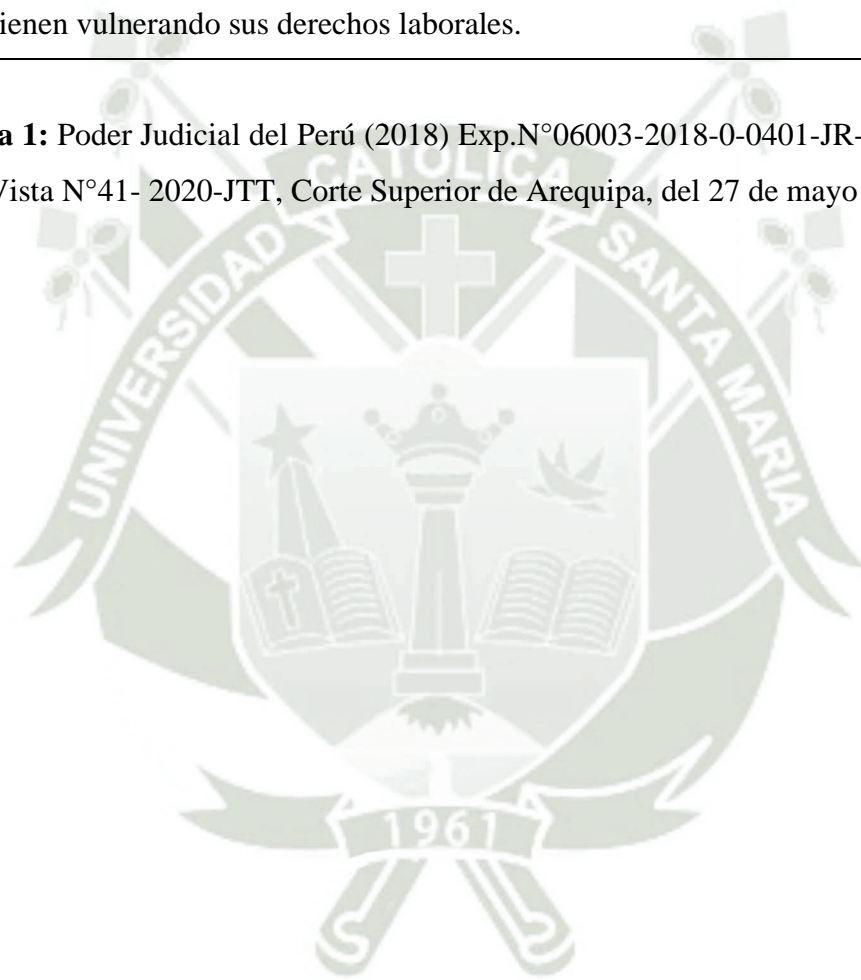 ienen vulnerando sus derechos laborales.
a 1: Poder Judicial del Perú (2018) Exp.N°06003-2018-0-0401-JR-
Vista N°41- 2020-JTT, Corte Superior de Arequipa, del 27 de mayo
CATOLICA
UNIVERSIDAD SANTA MARIA
1961